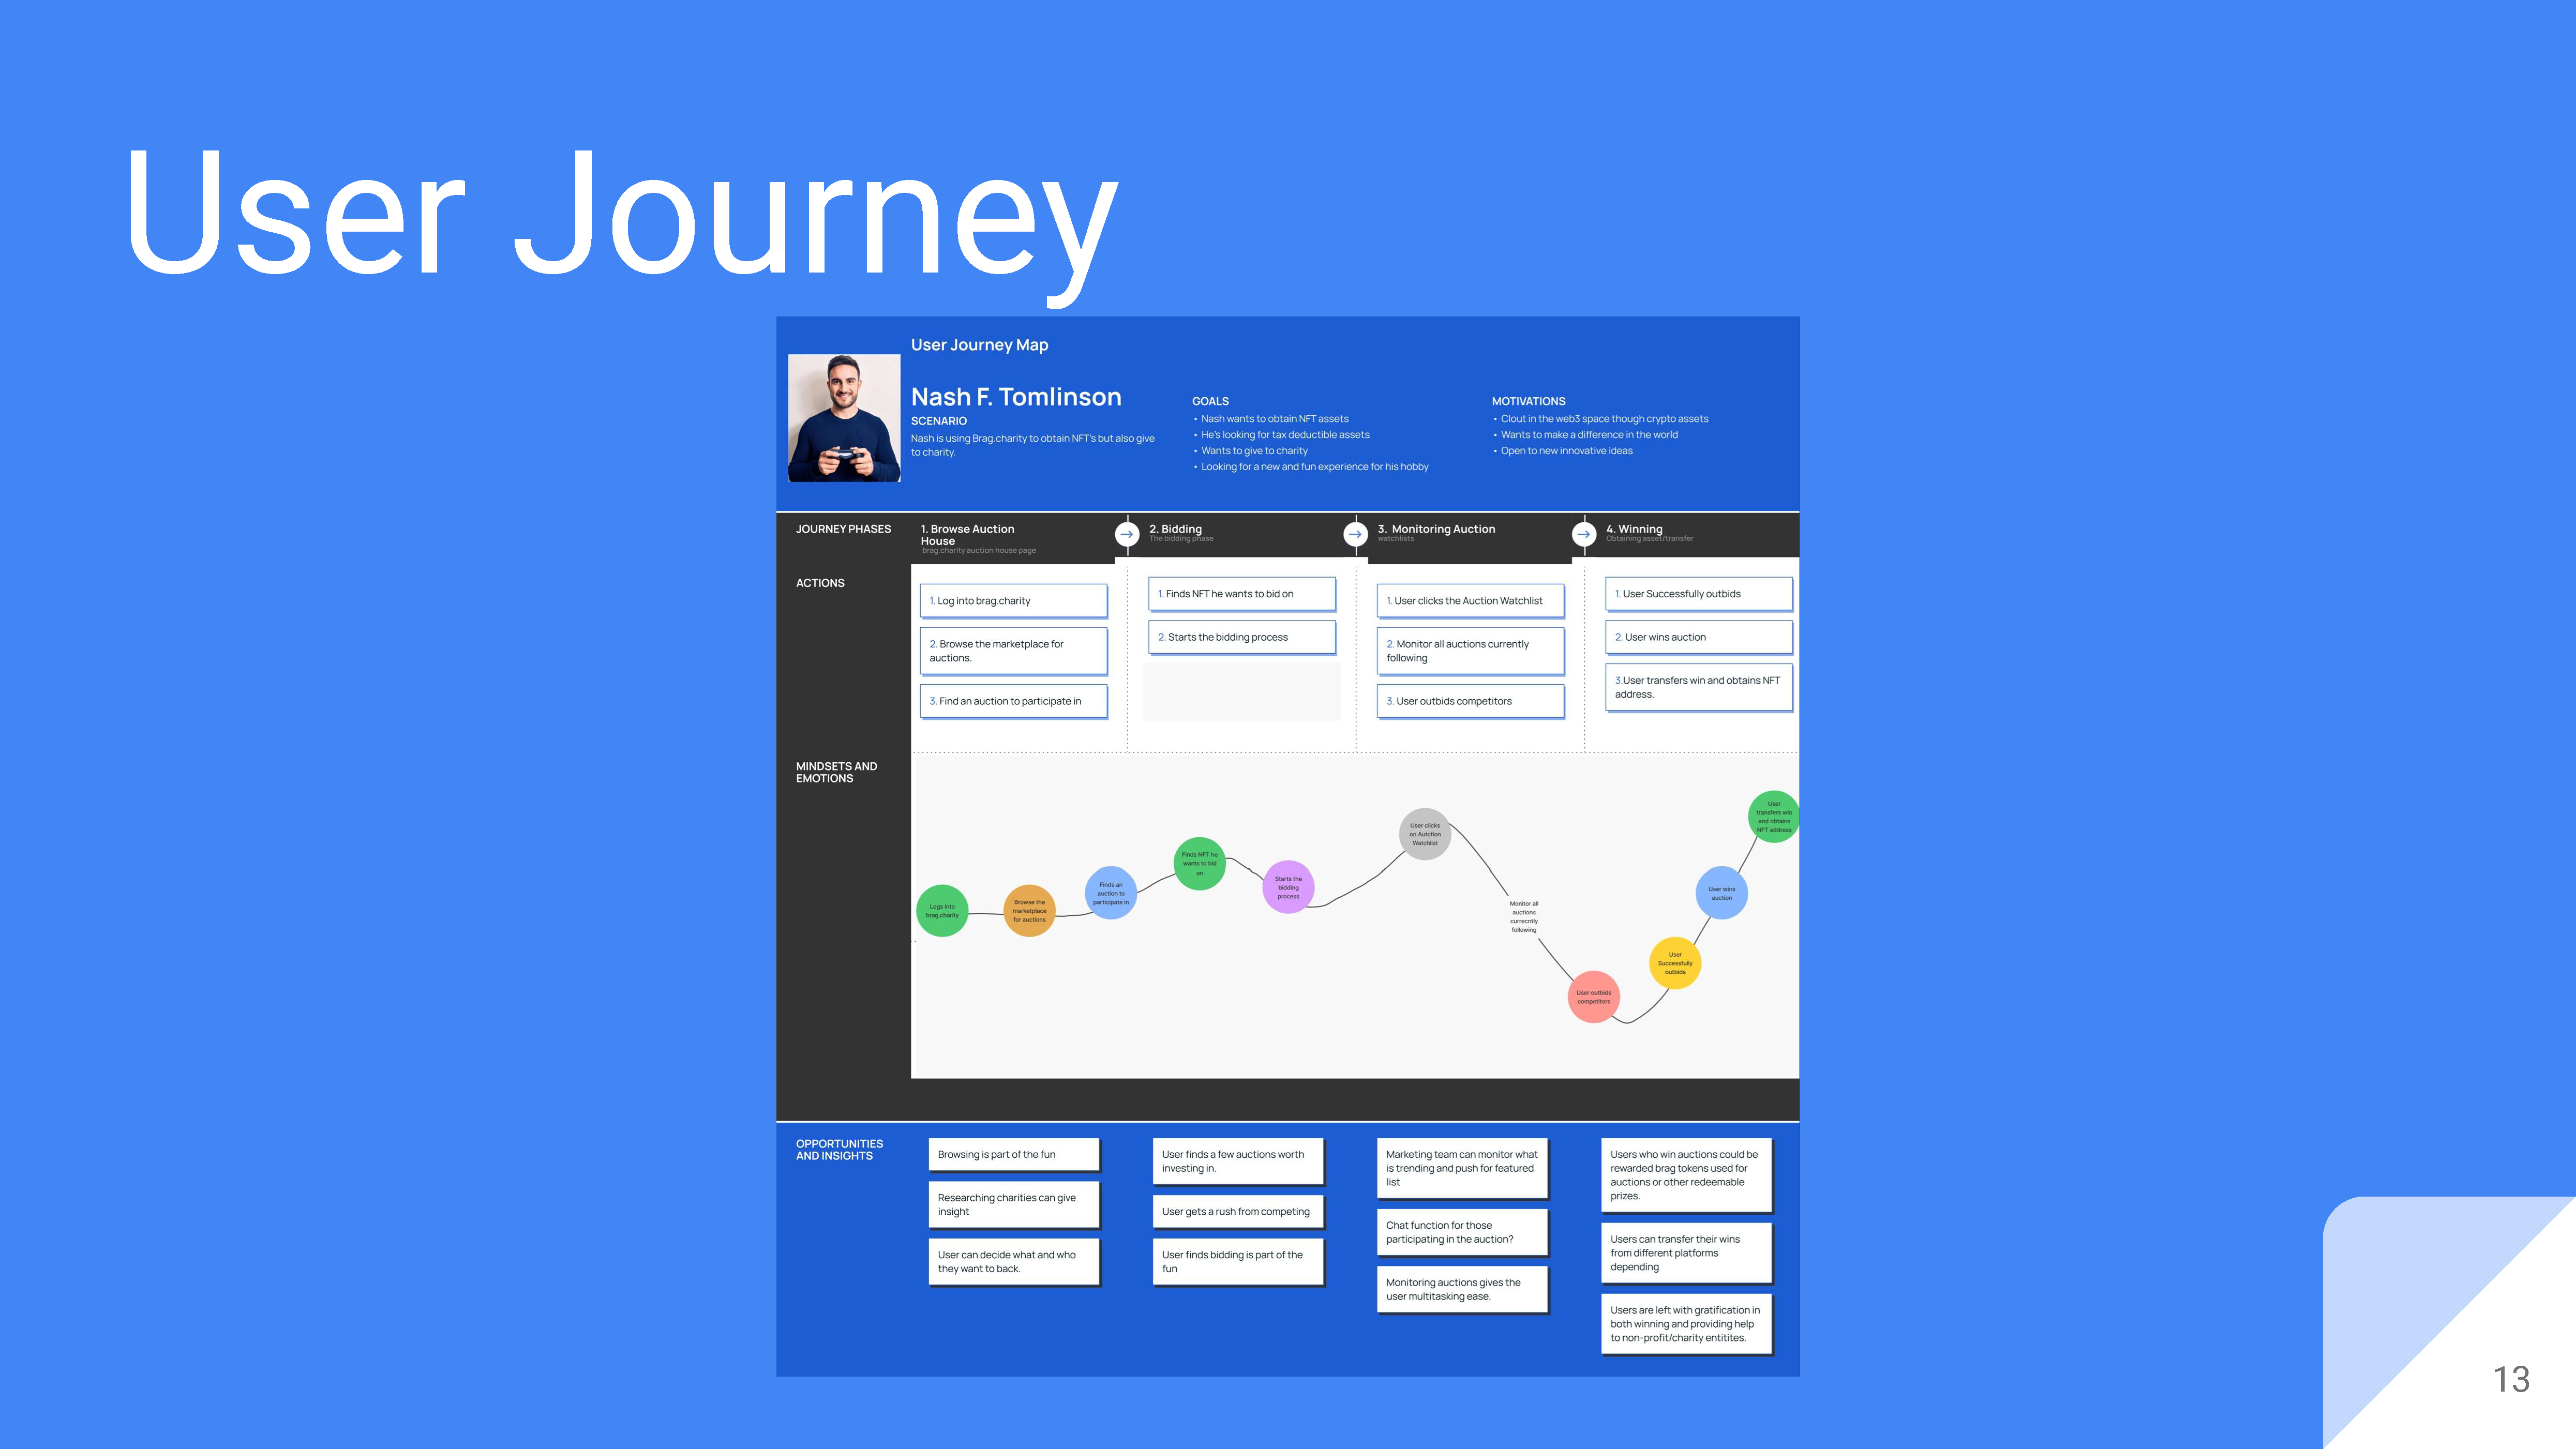 User Journey
User Journey Map
Nash F. Tomlinson
SCENARIO
Nash is using Brag.charity to obtain NFT's but also give
to charity.
GOALS
• Nash wants to obtain NFT assets
• He's looking for tax deductible assets
• Wants to give to charity
• Looking for a new and fun experience for his hobby
MOTIVATIONS
• Clout in the web3 space though crypto assets
• Wants to make a difference in the world
• Open to new innovative ideas
JOURNEY PHASES
1. Browse Auction
House
brag.charity auction house page
2. Bidding
The bidding phase
3. Monitoring Auction
watchlists
4. Winning
Obtaining asset/transfer
ACTIONS
1. Log into brag.charity
2. Browse the marketplace for
auctions.
3. Find an auction to participate in
1. Finds NFT he wants to bid on
2. Starts the bidding process
1. User clicks the Auction Watchlist
2. Monitor all auctions currently
following
3. User outbids competitors
1. User Successfully outbids
2. User wins auction
3.User transfers win and obtains NFT
address.
MINDSETS AND
EMOTIONS
Logs into
brag.charity
Browse the
marketplace
for auctions
Finds an
auction to
participate in
Finds NFT he
wants to bid
on
Starts the
bidding
process
User clicks
on Autction
Watchlist
Monitor all
auctions
currecntly
following
User outbids
competitors
User
Successfully
outbids
User wins
auction
User
transfers win
and obtains
NFT address
OPPORTUNITIES
AND INSIGHTS
Browsing is part of the fun
Researching charities can give
insight
User can decide what and who
they want to back.
User finds a few auctions worth
investing in.
User gets a rush from competing
User finds bidding is part of the
fun
Marketing team can monitor what
is trending and push for featured
list
Chat function for those
participating in the auction?
Monitoring auctions gives the
user multitasking ease.
Users who win auctions could be
rewarded brag tokens used for
auctions or other redeemable
prizes.
Users can transfer their wins
from different platforms
depending
Users are left with gratification in
both winning and providing help
to non-profit/charity entitites.
13